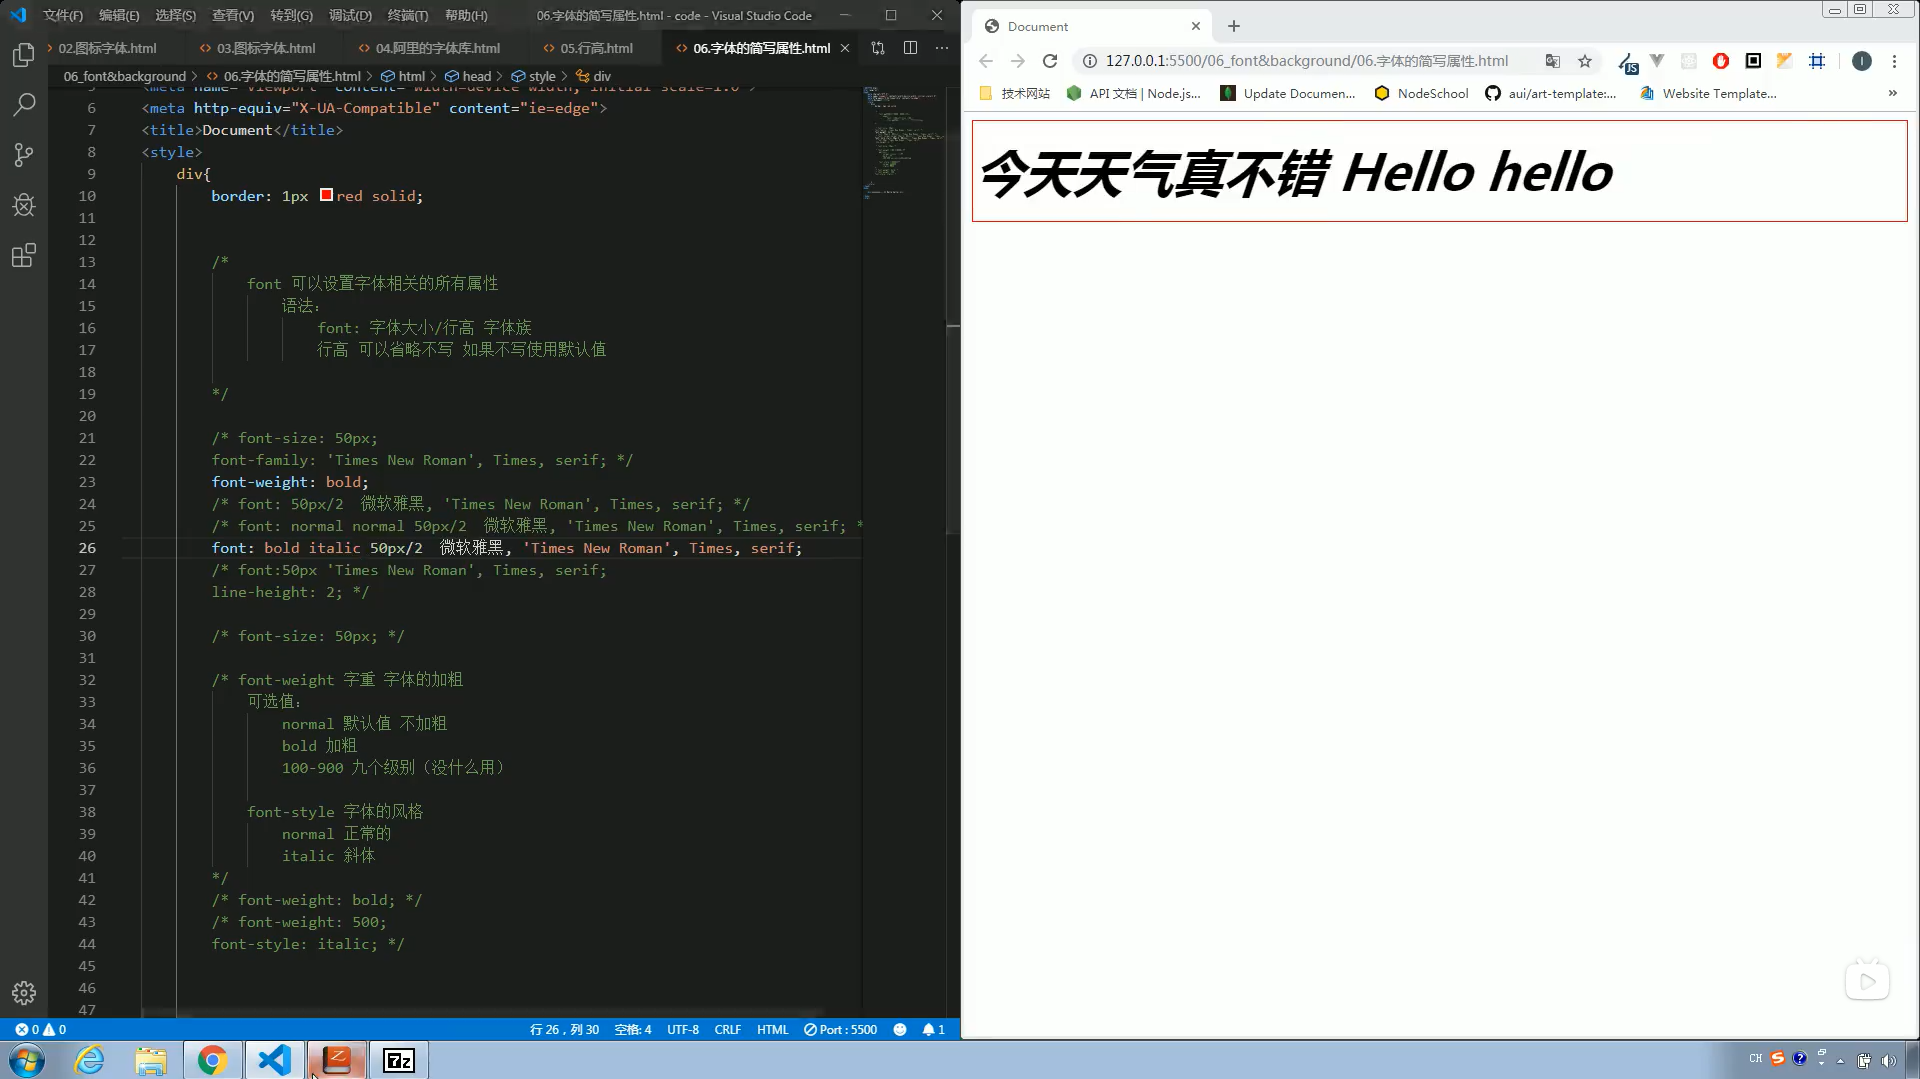 文件(F) 编辑(E) 选择(S) 查看(V) 转到(G) 调试(D) 终端(T) 帮助(H) 06.字体的简写属性.html - code - Visual Studio Code
02.图标字体.html 03.图标字体.html 04.阿里的字体库.html 05.行高.html 06.字体的简写属性.html
06_font&background > 06.字体的简写属性.html > html > head > style > div
6 <meta http-equiv="X-UA-Compatible" content="ie=edge">
7 <title>Document</title>
8 <style>
9 div{
10 border: 1px red solid;
11
12
13 /*
14 font 可以设置字体相关的所有属性
15 语法:
16 font: 字体大小/行高 字体族
17 行高 可以省略不写 如果不写使用默认值
18
19 */
20
21 /* font-size: 50px;
22 font-family: 'Times New Roman', Times, serif; */
23 font-weight: bold;
24 /* font: 50px/2 微软雅黑, 'Times New Roman', Times, serif; */
25 /* font: normal normal 50px/2 微软雅黑, 'Times New Roman', Times, serif; *
26 font: bold italic 50px/2 微软雅黑, 'Times New Roman', Times, serif;
27 /* font:50px 'Times New Roman', Times, serif;
28 line-height: 2; */
29
30 /* font-size: 50px; */
31
32 /* font-weight 字重 字体的加粗
33 可选值:
34 normal 默认值 不加粗
35 bold 加粗
36 100-900 九个级别（没什么用）
37
38 font-style 字体的风格
39 normal 正常的
40 italic 斜体
41 */
42 /* font-weight: bold; */
43 /* font-weight: 500;
44 font-style: italic; */
45
46
47
0 0 行 26，列 30 空格: 4 UTF-8 CRLF HTML Port : 5500 1
Document
127.0.0.1:5500/06_font&background/06.字体的简写属性.html
技术网站 API 文档 | Node.js... Update Documen... NodeSchool aui/art-template:... Website Template... »
今天天气真不错 Hello hello
7z CH